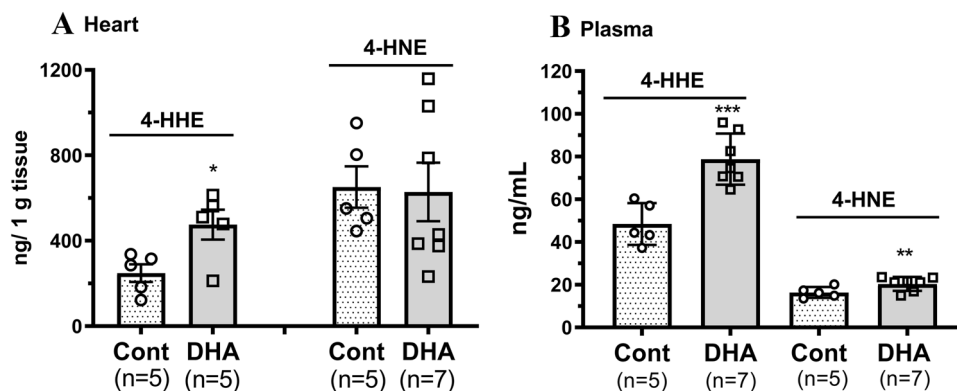 A Heart
4-HNE
1200
4-HHE
*
800
ng/ 1 g tissue
400
0
Cont DHA Cont DHA
(n=5) (n=5) (n=5) (n=7)
B Plasma
120
4-HHE
***
100
80
ng/mL
60
4-HNE
40
**
20
0
Cont DHA Cont DHA
(n=5) (n=7) (n=5) (n=7)